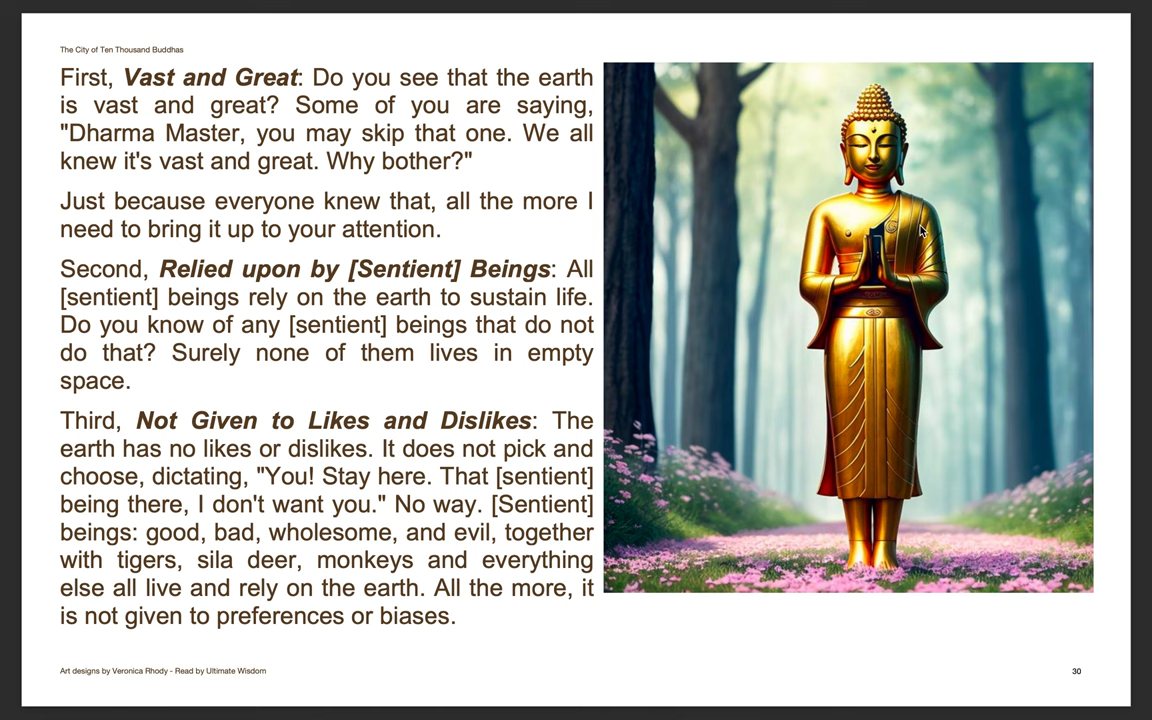 The City of Ten Thousand Buddhas
First, Vast and Great: Do you see that the earth
is vast and great? Some of you are saying,
"Dharma Master, you may skip that one. We all
knew it's vast and great. Why bother?"
Just because everyone knew that, all the more I
need to bring it up to your attention.
Second, Relied upon by [Sentient] Beings: All
[sentient] beings rely on the earth to sustain life.
Do you know of any [sentient] beings that do not
do that? Surely none of them lives in empty
space.
Third, Not Given to Likes and Dislikes: The
earth has no likes or dislikes. It does not pick and
choose, dictating, "You! Stay here. That [sentient]
being there, I don't want you." No way. [Sentient]
beings: good, bad, wholesome, and evil, together
with tigers, sila deer, monkeys and everything
else all live and rely on the earth. All the more, it
is not given to preferences or biases.
Art designs by Veronica Rhody - Read by Ultimate Wisdom
30